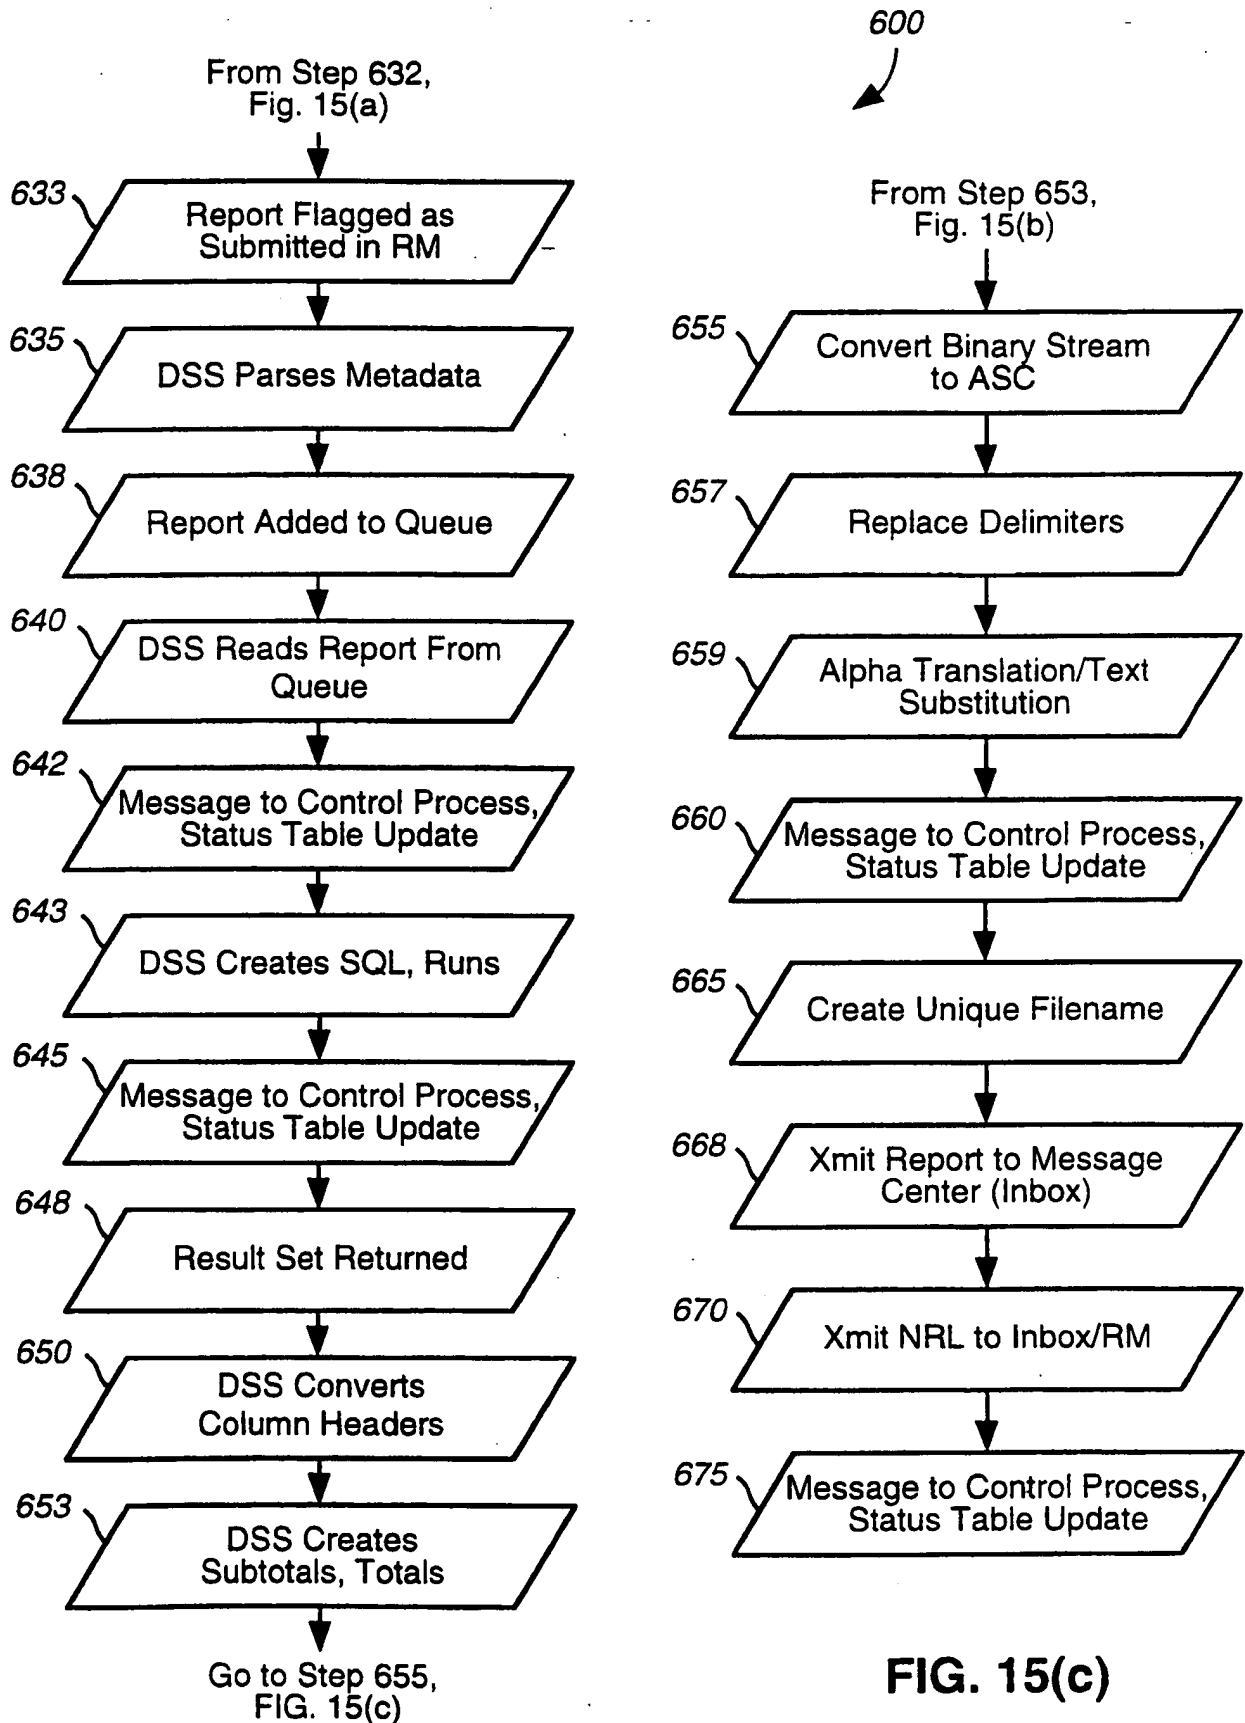 600
From Step 632,
Fig. 15(a)
633
Report Flagged as
Submitted in RM
635
DSS Parses Metadata
638
Report Added to Queue
640
DSS Reads Report From
Queue
642
Message to Control Process,
Status Table Update
643
DSS Creates SQL, Runs
645
Message to Control Process,
Status Table Update
648
Result Set Returned
650
DSS Converts
Column Headers
653
DSS Creates
Subtotals, Totals
Go to Step 655,
FIG. 15(c)
From Step 653,
Fig. 15(b)
655
Convert Binary Stream
to ASC
657
Replace Delimiters
659
Alpha Translation/Text
Substitution
660
Message to Control Process,
Status Table Update
665
Create Unique Filename
668
Xmit Report to Message
Center (Inbox)
670
Xmit NRL to Inbox/RM
675
Message to Control Process,
Status Table Update
FIG. 15(c)